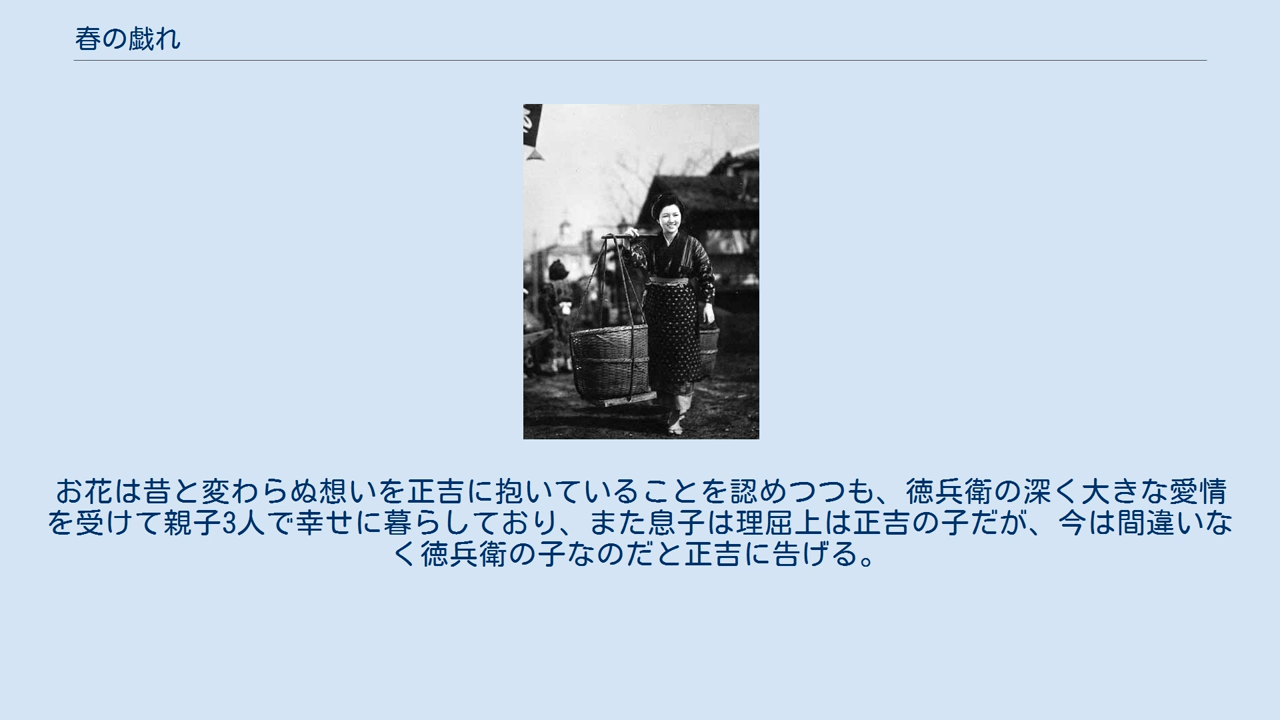 春の戯れ
お花は昔と変わらぬ想いを正吉に抱いていることを認めつつも、徳兵衛の深く大きな愛情
を受けて親子3人で幸せに暮らしており、また息子は理屈上は正吉の子だが、今は間違いな
く徳兵衛の子なのだと正吉に告げる。